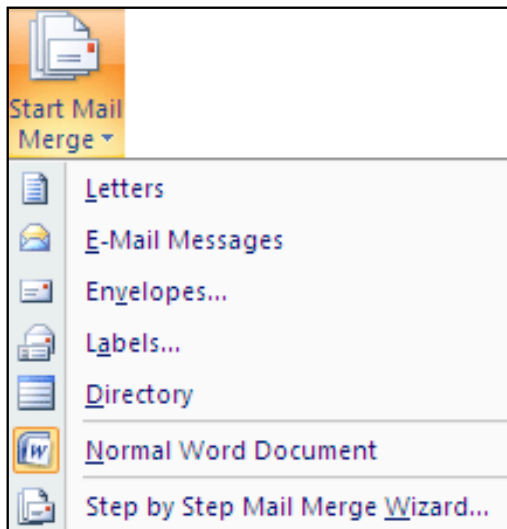 Start Mail
Merge
Letters
E-Mail Messages
Envelopes...
Labels...
Directory
Normal Word Document
Step by Step Mail Merge Wizard...